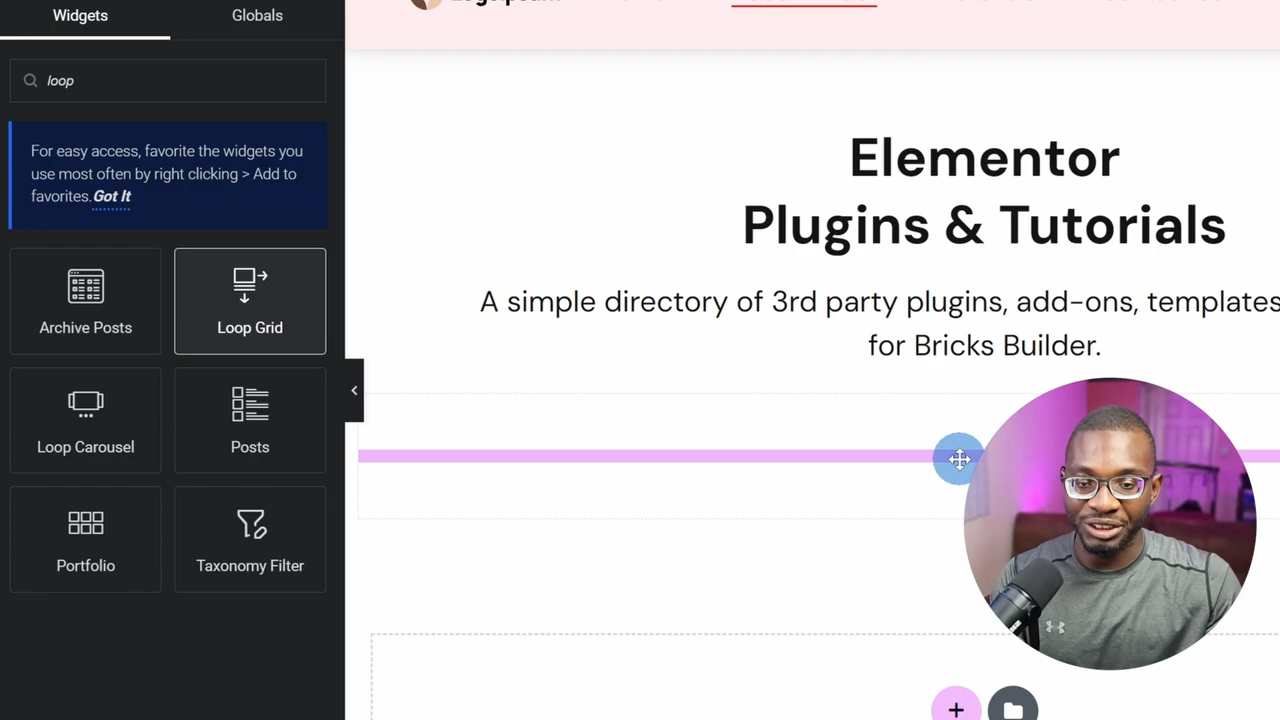 Widgets
Globals
loop
For easy access, favorite the widgets you
use most often by right clicking > Add to
favorites. Got It
Archive Posts
Loop Grid
Loop Carousel
Posts
Portfolio
Taxonomy Filter
Elementor
Plugins & Tutorials
A simple directory of 3rd party plugins, add-ons, templates
for Bricks Builder.